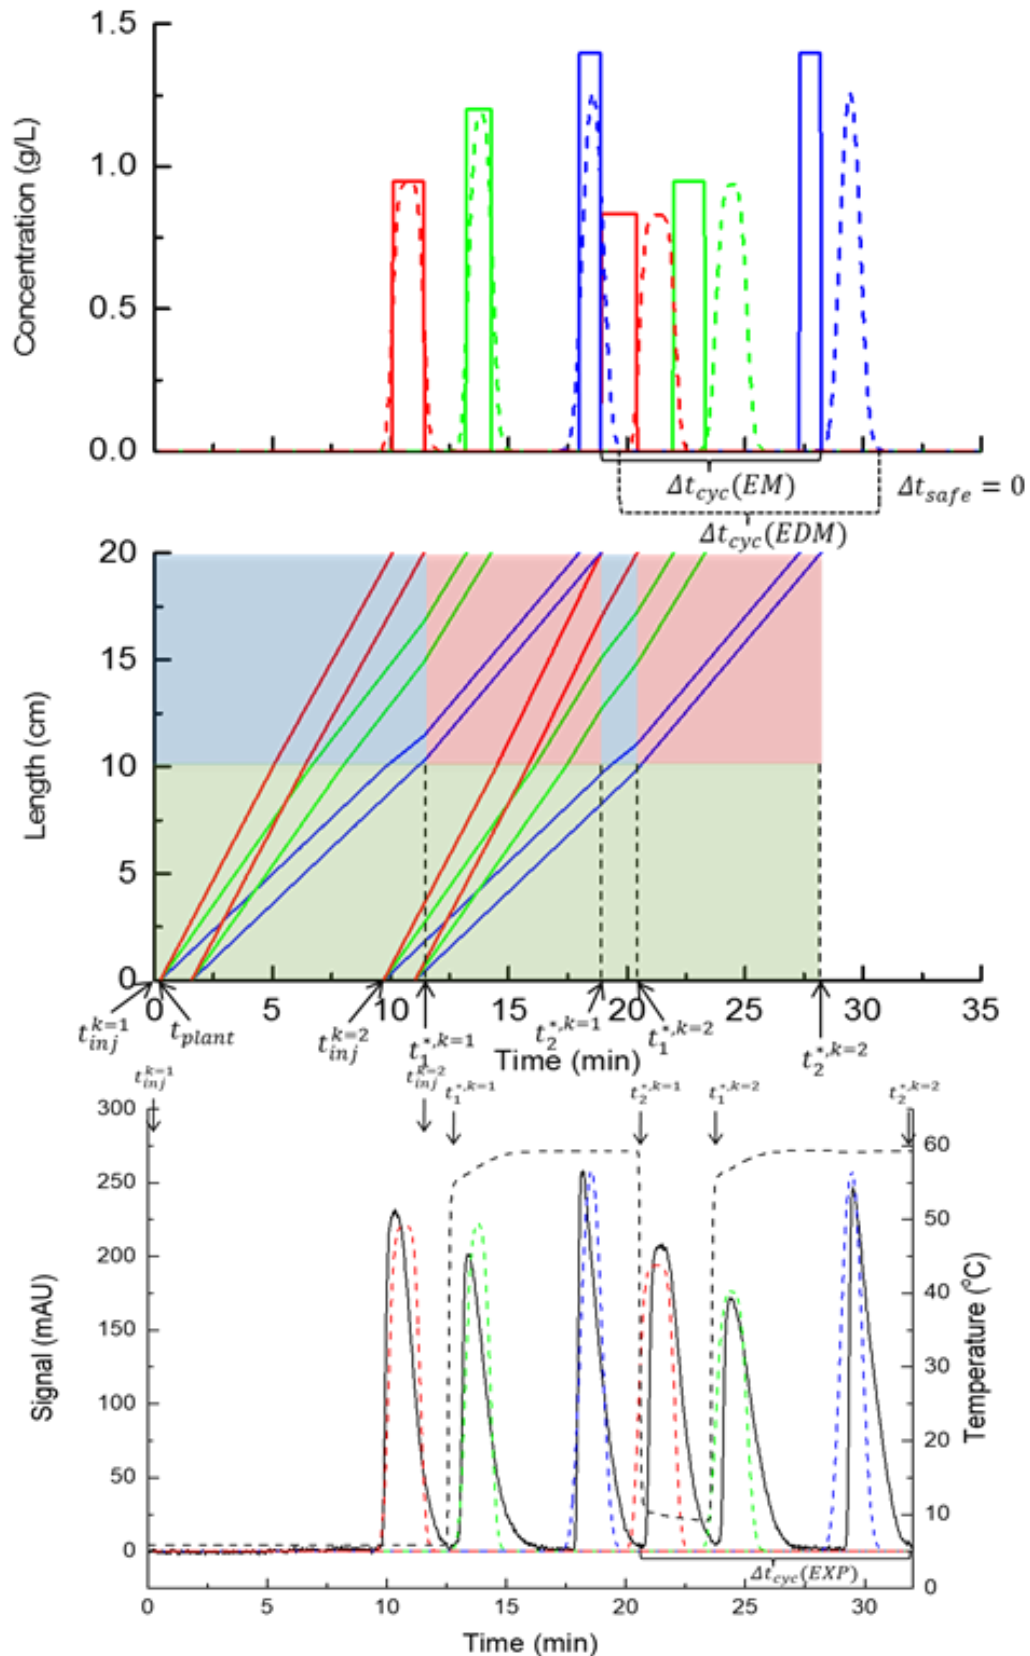 1.5
1.0
0.5
0.0
Concentration (g/L)
Δt_cyc(EM)
Δt_safe = 0
Δt_cyc(EDM)
20
15
10
5
0
Length (cm)
0 5 10 15 20 25 30 35
t_inj^{k=1}
t_plant
t_inj^{k=2}
t_1^{*,k=1}
t_2^{*,k=1}
t_1^{*,k=2}
t_2^{*,k=2}
Time (min)
t_inj^{k=1}
t_inj^{k=2}
t_1^{*,k=1}
t_2^{*,k=1}
t_1^{*,k=2}
t_2^{*,k=2}
300
250
200
150
100
50
0
Signal (mAU)
60
50
40
30
20
10
0
Temperature (°C)
Δt_cyc(EXP)
0 5 10 15 20 25 30
Time (min)